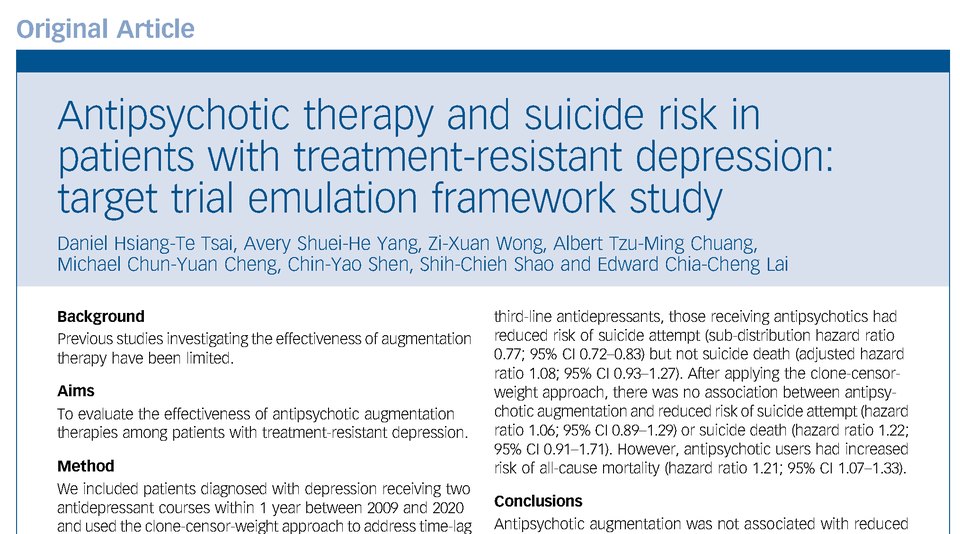 Original Article
Antipsychotic therapy and suicide risk in
patients with treatment-resistant depression:
target trial emulation framework study
Daniel Hsiang-Te Tsai, Avery Shuei-He Yang, Zi-Xuan Wong, Albert Tzu-Ming Chuang,
Michael Chun-Yuan Cheng, Chin-Yao Shen, Shih-Chieh Shao and Edward Chia-Cheng Lai
Background
Previous studies investigating the effectiveness of augmentation
therapy have been limited.
Aims
To evaluate the effectiveness of antipsychotic augmentation
therapies among patients with treatment-resistant depression.
Method
We included patients diagnosed with depression receiving two
antidepressant courses within 1 year between 2009 and 2020
and used the clone-censor-weight approach to address time-lag
third-line antidepressants, those receiving antipsychotics had
reduced risk of suicide attempt (sub-distribution hazard ratio
0.77; 95% CI 0.72–0.83) but not suicide death (adjusted hazard
ratio 1.08; 95% CI 0.93–1.27). After applying the clone-censor-
weight approach, there was no association between antipsy-
chotic augmentation and reduced risk of suicide attempt (hazard
ratio 1.06; 95% CI 0.89–1.29) or suicide death (hazard ratio 1.22;
95% CI 0.91–1.71). However, antipsychotic users had increased
risk of all-cause mortality (hazard ratio 1.21; 95% CI 1.07–1.33).
Conclusions
Antipsychotic augmentation was not associated with reduced